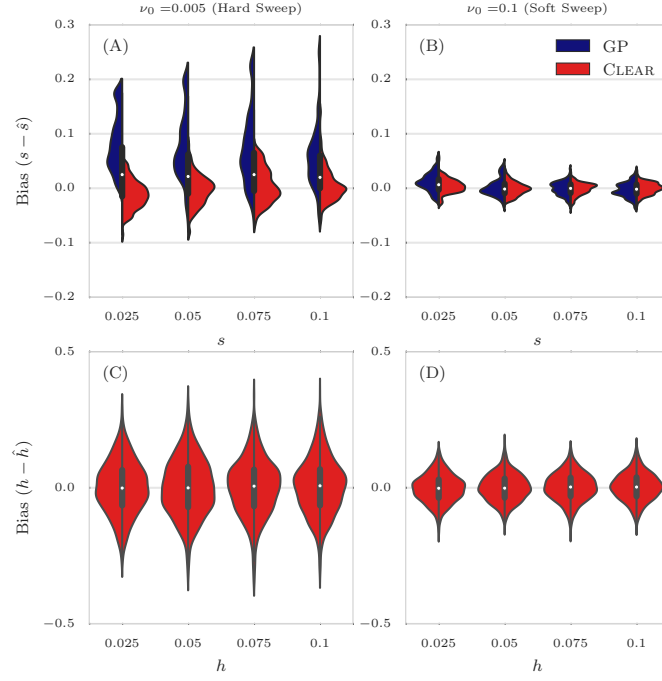 ν0 =0.005 (Hard Sweep)
ν0 =0.1 (Soft Sweep)
(A)
0.3
0.2
0.1
0.0
−0.1
−0.2
Bias (s − ŝ)
0.025 0.05 0.075 0.1
s
(B)
GP
CLEAR
0.3
0.2
0.1
0.0
−0.1
−0.2
0.025 0.05 0.075 0.1
s
(C)
0.5
0.0
−0.5
Bias (h − ĥ)
0.025 0.05 0.075 0.1
h
(D)
0.5
0.0
−0.5
0.025 0.05 0.075 0.1
h